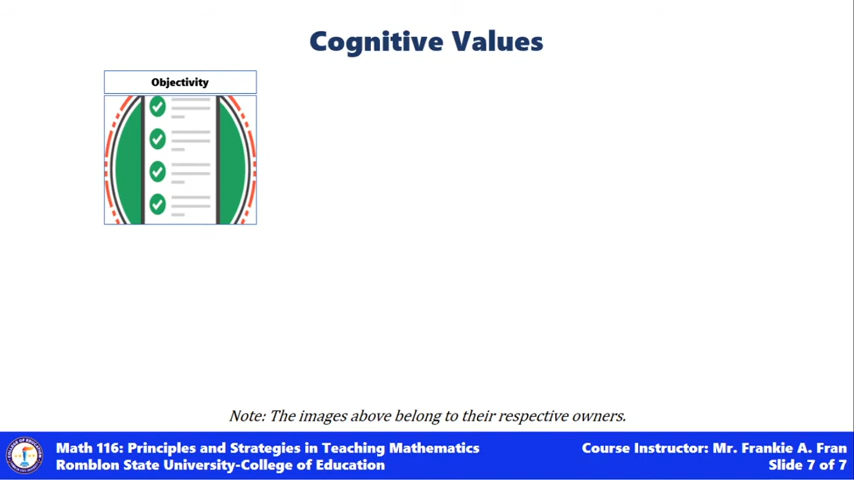 Cognitive Values
Objectivity
Note: The images above belong to their respective owners.
Math 116: Principles and Strategies in Teaching Mathematics
Romblon State University-College of Education
Course Instructor: Mr. Frankie A. Fran
Slide 7 of 7